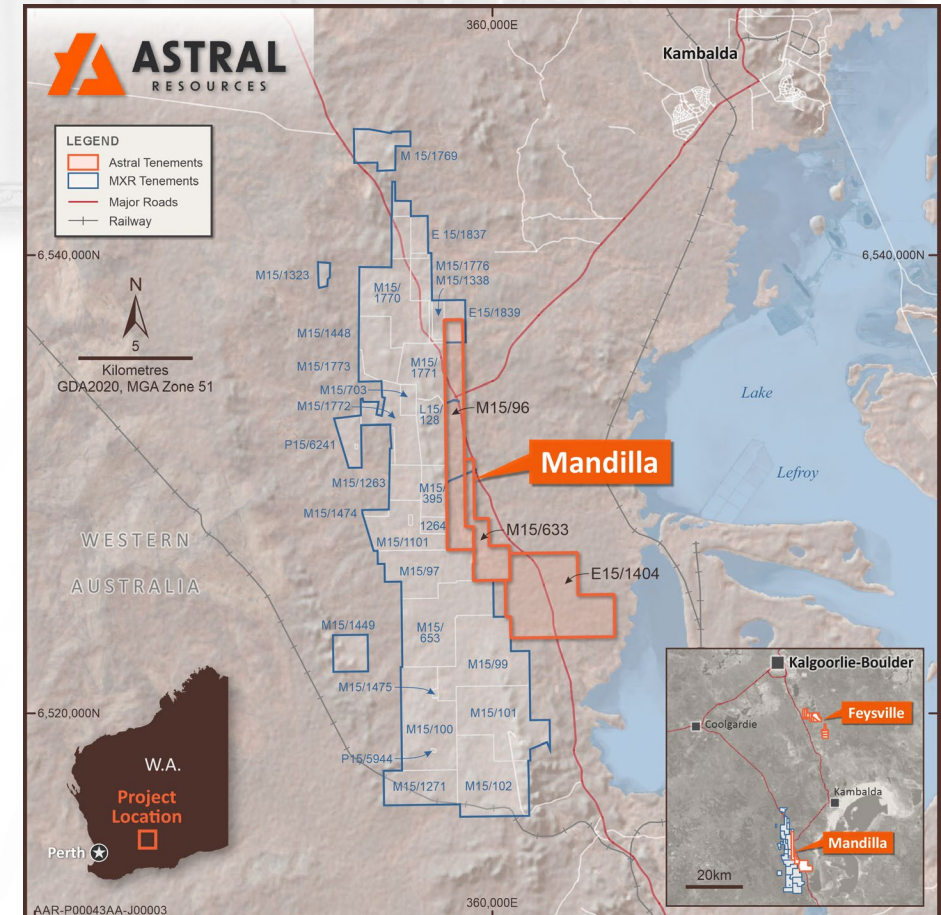 360,000E
Kambalda
ASTRAL
RESOURCES
LEGEND
Astral Tenements
MXR Tenements
Major Roads
Railway
M 15/1769
E 15/1837
6,540,000N
6,540,000N
M15/1776
M15/1338
M15/1323
M15/
1770
N
E15/1839
5
Kilometres
GDA2020, MGA Zone 51
M15/1448
M15/1773
M15/
1771
M15/703
M15/1772
L15/
128
M15/96
Lake
Lefroy
P15/6241
Mandilla
M15/1263
M15/
395
M15/1474
1264
M15/633
M15/1101
WESTERN
AUSTRALIA
M15/97
E15/1404
M15/1449
M15/
653
M15/99
M15/1475
6,520,000N
M15/100
M15/101
P15/5944
M15/1271
M15/102
W.A.
Project
Location
Perth
Kalgoorlie-Boulder
Feysville
Coolgardie
Kambalda
Mandilla
20km
AAR-P00043AA-J00003
360,000E